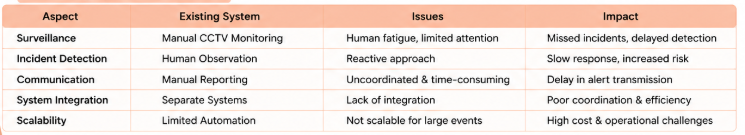 Aspect Existing System Issues Impact
Surveillance Manual CCTV Monitoring Human fatigue, limited attention Missed incidents, delayed detection
Incident Detection Human Observation Reactive approach Slow response, increased risk
Communication Manual Reporting Uncoordinated & time-consuming Delay in alert transmission
System Integration Separate Systems Lack of integration Poor coordination & efficiency
Scalability Limited Automation Not scalable for large events High cost & operational challenges